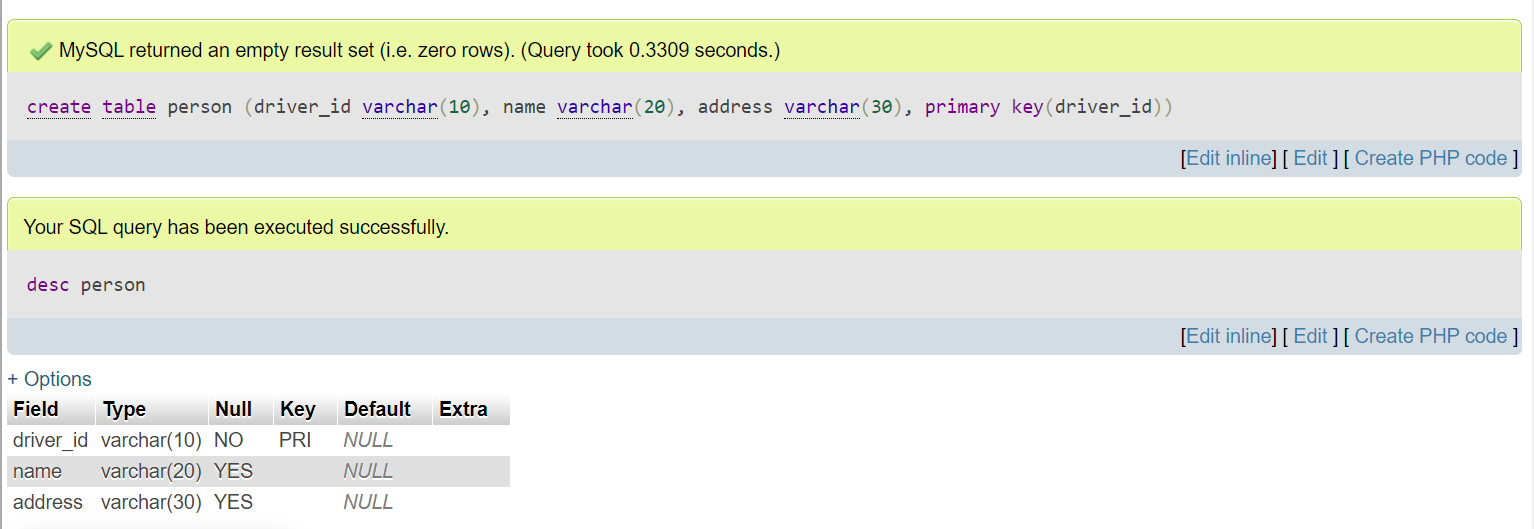 MySQL returned an empty result set (i.e. zero rows). (Query took 0.3309 seconds.)
create table person (driver_id varchar(10), name varchar(20), address varchar(30), primary key(driver_id))
[Edit inline] [ Edit ] [ Create PHP code ]
Your SQL query has been executed successfully.
desc person
[Edit inline] [ Edit ] [ Create PHP code ]
+ Options
Field Type Null Key Default Extra
driver_id varchar(10) NO PRI NULL
name varchar(20) YES NULL
address varchar(30) YES NULL